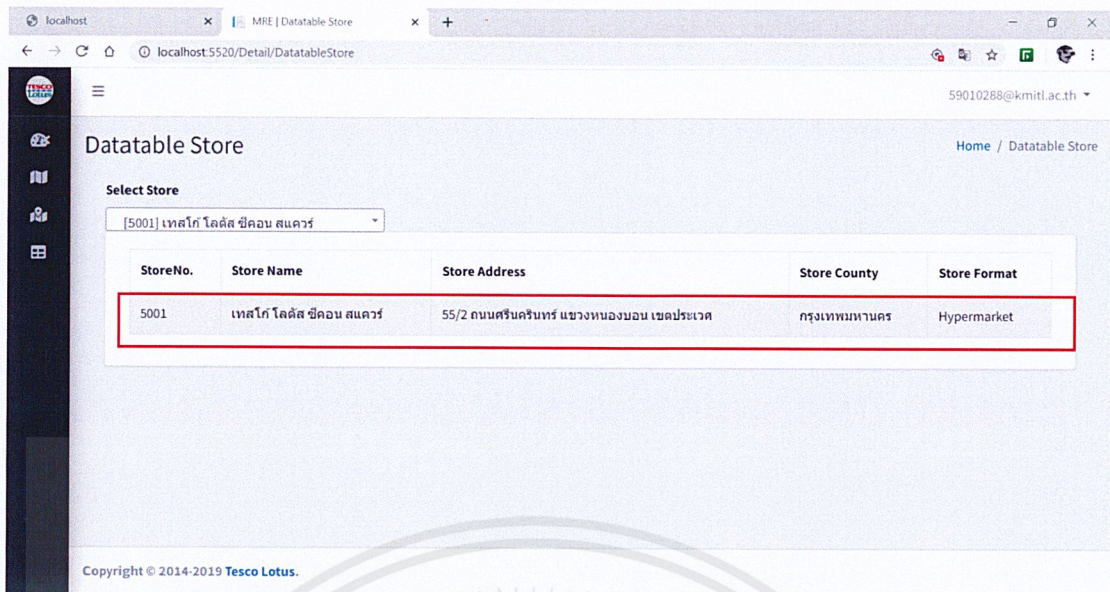 localhost
MRE | Datatable Store
localhost:5520/Detail/DatatableStore
TESCO Lotus
59010288@kmitl.ac.th
Datatable Store
Home / Datatable Store
Select Store
[5001] เทสโก้ โลตัส ซีคอน สแควร์
StoreNo. Store Name Store Address Store County Store Format
5001 เทสโก้ โลตัส ซีคอน สแควร์ 55/2 ถนนศรีนครินทร์ แขวงหนองบอน เขตประเวศ กรุงเทพมหานคร Hypermarket
Copyright © 2014-2019 Tesco Lotus.